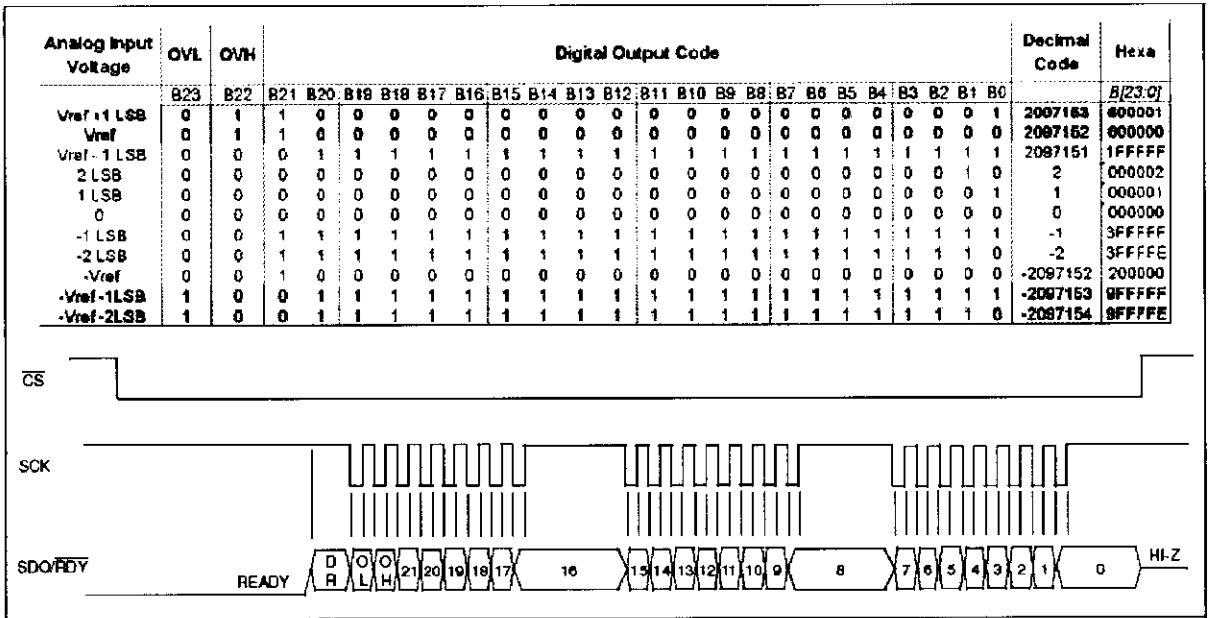 Analog Input Voltage OVL OVH Digital Output Code Decimal Code Hexa
B23 B22 B21 B20 B19 B18 B17 B16 B15 B14 B13 B12 B11 B10 B9 B8 B7 B6 B5 B4 B3 B2 B1 B0 B[23:0]
Vref +1 LSB 0 1 1 0 0 0 0 0 0 0 0 0 0 0 0 0 0 0 0 0 0 0 0 1 2097153 600001
Vref 0 1 1 0 0 0 0 0 0 0 0 0 0 0 0 0 0 0 0 0 0 0 0 0 2097152 600000
Vref - 1 LSB 0 0 0 1 1 1 1 1 1 1 1 1 1 1 1 1 1 1 1 1 1 1 1 1 2097151 1FFFFF
2 LSB 0 0 0 0 0 0 0 0 0 0 0 0 0 0 0 0 0 0 0 0 0 0 1 0 2 000002
1 LSB 0 0 0 0 0 0 0 0 0 0 0 0 0 0 0 0 0 0 0 0 0 0 0 1 1 000001
0 0 0 0 0 0 0 0 0 0 0 0 0 0 0 0 0 0 0 0 0 0 0 0 0 0 000000
-1 LSB 0 0 1 1 1 1 1 1 1 1 1 1 1 1 1 1 1 1 1 1 1 1 1 1 -1 3FFFFF
-2 LSB 0 0 1 1 1 1 1 1 1 1 1 1 1 1 1 1 1 1 1 1 1 1 1 0 -2 3FFFFE
-Vref 0 0 1 0 0 0 0 0 0 0 0 0 0 0 0 0 0 0 0 0 0 0 0 0 -2097152 200000
-Vref -1LSB 1 0 0 1 1 1 1 1 1 1 1 1 1 1 1 1 1 1 1 1 1 1 1 1 -2097153 9FFFFF
-Vref -2LSB 1 0 0 1 1 1 1 1 1 1 1 1 1 1 1 1 1 1 1 1 1 1 1 0 -2097154 9FFFFE
CS
SCK
SDO/RDY READY DR OL OH 21 20 19 18 17 16 15 14 13 12 11 10 9 8 7 6 5 4 3 2 1 0 HI-Z